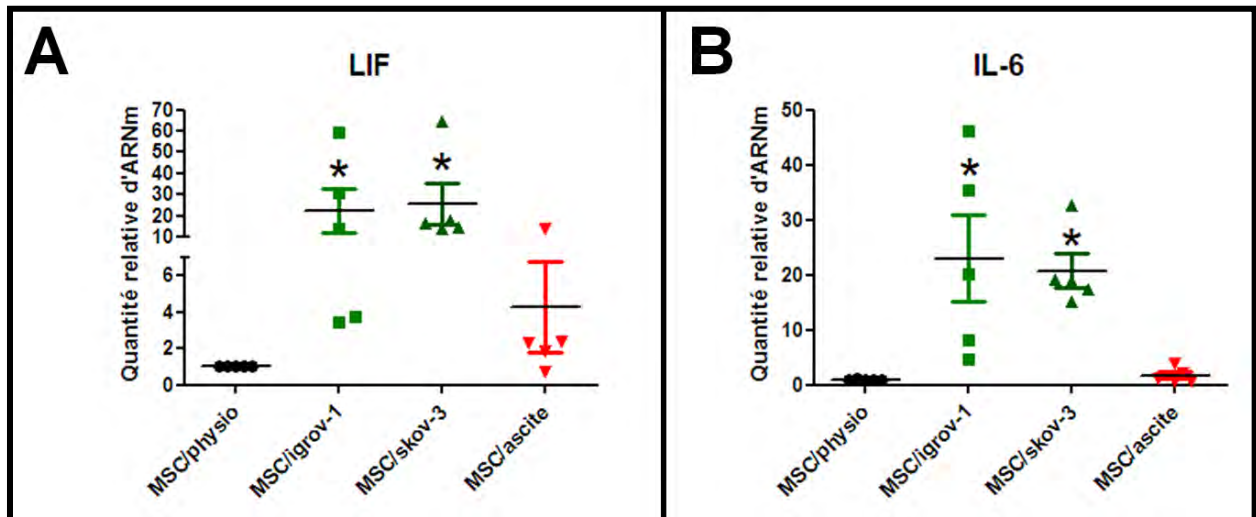 A
LIF
Quantité relative d'ARNm
70
60
50
40
30
20
10
6
4
2
0
*
*
MSC/physio
MSC/igrov-1
MSC/skov-3
MSC/ascite
B
IL-6
Quantité relative d'ARNm
50
40
30
20
10
0
*
*
MSC/physio
MSC/igrov-1
MSC/skov-3
MSC/ascite